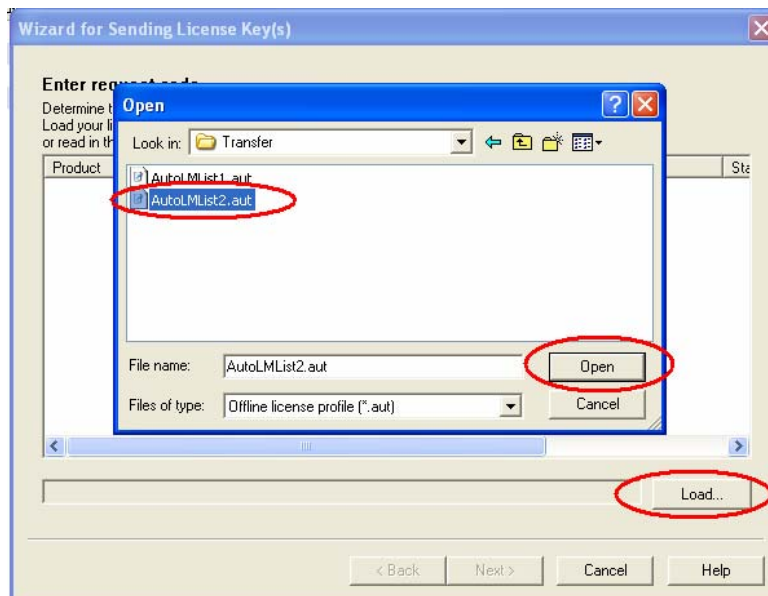 Wizard for Sending License Key(s)
Enter request code
Determine t
Load your li
or read in th
Product
Sta
Open
Look in: Transfer
AutoLMList1.aut
AutoLMList2.aut
File name: AutoLMList2.aut
Open
Files of type: Offline license profile (*.aut)
Cancel
Load...
< Back Next > Cancel Help